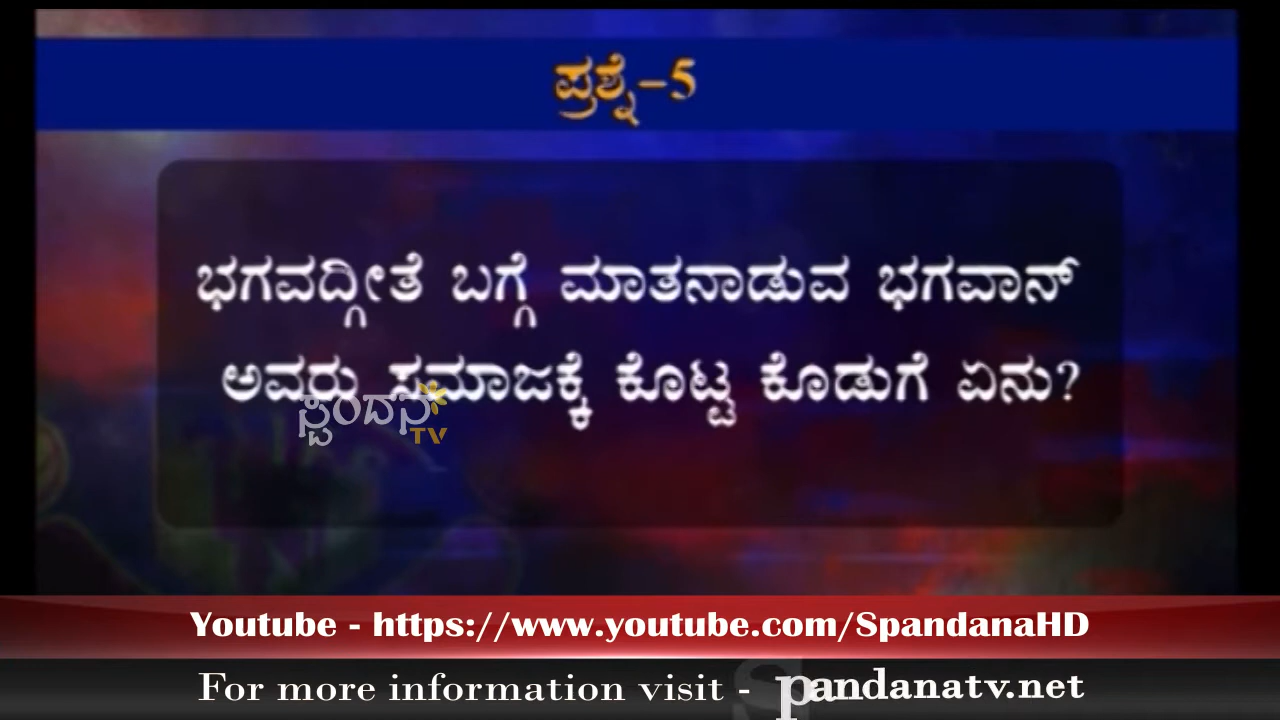 ಪ್ರಶ್ನೆ-5
ಭಗವದ್ಗೀತೆ ಬಗ್ಗೆ ಮಾತನಾಡುವ ಭಗವಾನ್
ಅವರು ಸಮಾಜಕ್ಕೆ ಕೊಟ್ಟ ಕೊಡುಗೆ ಏನು?
ಸ್ಪಂದನ
TV
Youtube - https://www.youtube.com/SpandanaHD
For more information visit - spandanatv.net